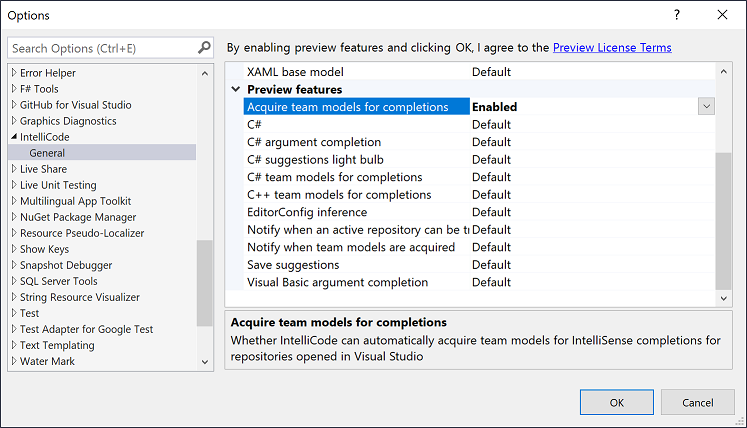 Options
Search Options (Ctrl+E)
Error Helper
F# Tools
GitHub for Visual Studio
Graphics Diagnostics
IntelliCode
General
Live Share
Live Unit Testing
Multilingual App Toolkit
NuGet Package Manager
Resource Pseudo-Localizer
Show Keys
Snapshot Debugger
SQL Server Tools
String Resource Visualizer
Test
Test Adapter for Google Test
Text Templating
Water Mark
By enabling preview features and clicking OK, I agree to the Preview License Terms
XAML base model Default
Preview features
Acquire team models for completions Enabled
C# Default
C# argument completion Default
C# suggestions light bulb Default
C# team models for completions Default
C++ team models for completions Default
EditorConfig inference Default
Notify when an active repository can be tr Default
Notify when team models are acquired Default
Save suggestions Default
Visual Basic argument completion Default
Acquire team models for completions
Whether IntelliCode can automatically acquire team models for IntelliSense completions for
repositories opened in Visual Studio
OK Cancel